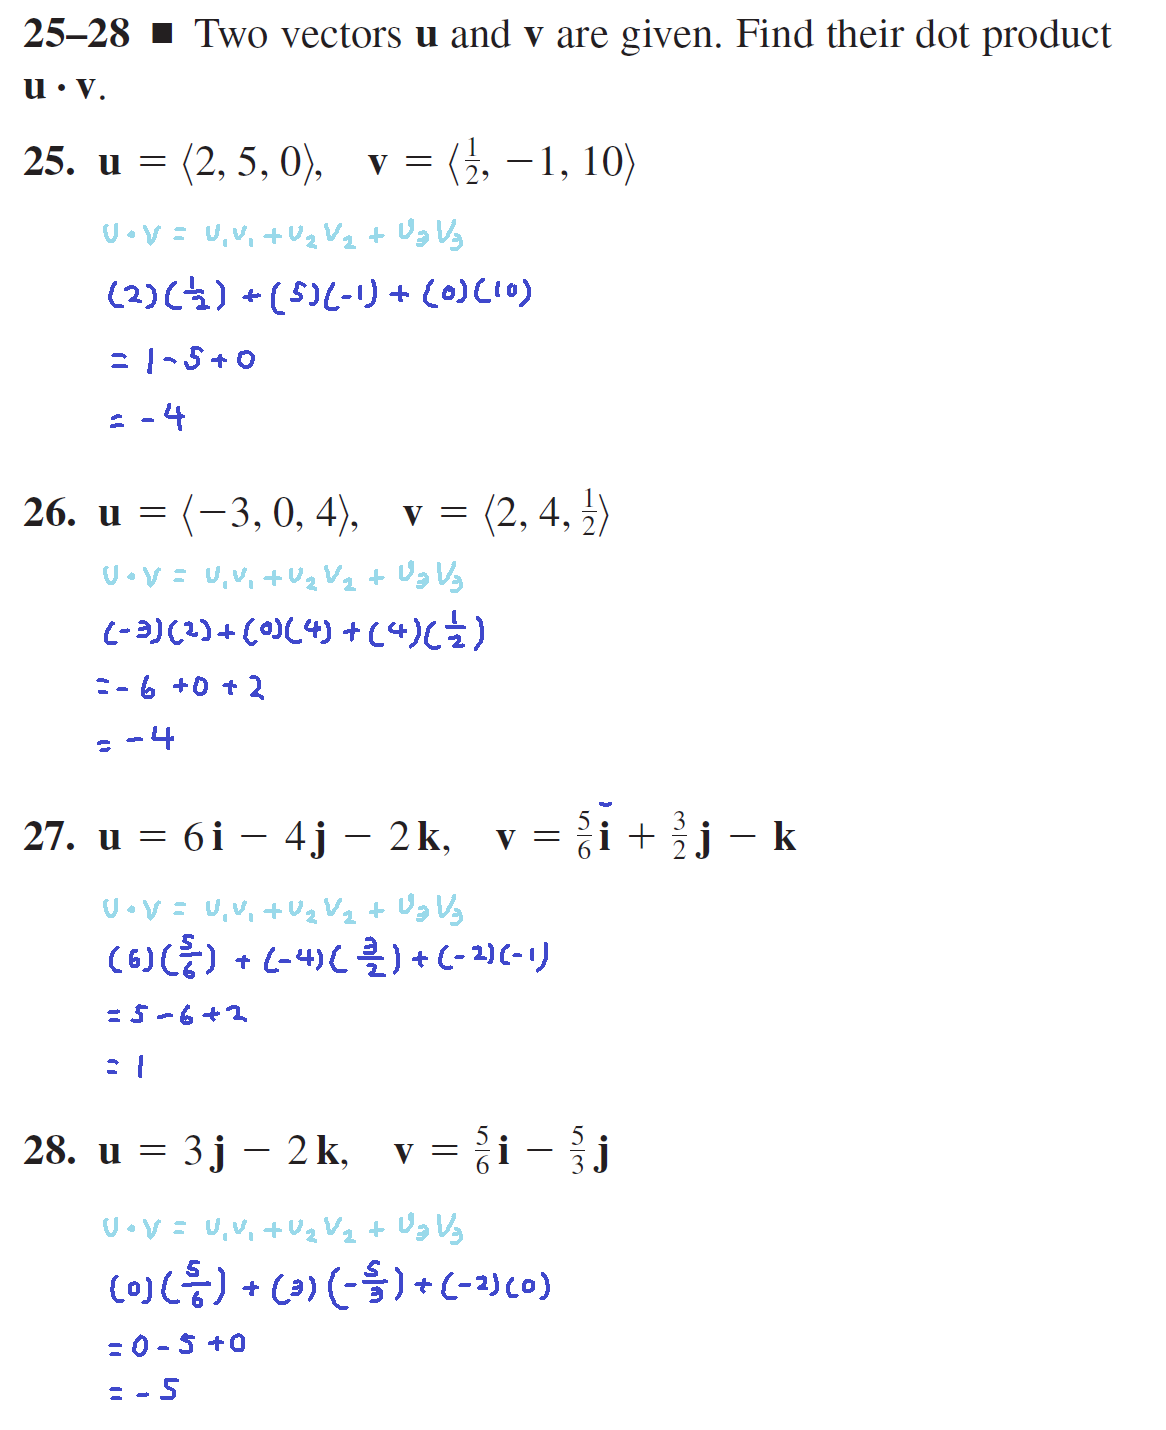 25–28 ■ Two vectors u and v are given. Find their dot product
u · v.
25. u = ⟨2, 5, 0⟩, v = ⟨1/2, −1, 10⟩
u · v = u₁v₁ + u₂v₂ + u₃v₃
(2)(1/2) + (5)(-1) + (0)(10)
= 1 - 5 + 0
= - 4
26. u = ⟨−3, 0, 4⟩, v = ⟨2, 4, 1/2⟩
u · v = u₁v₁ + u₂v₂ + u₃v₃
(-3)(2) + (0)(4) + (4)(1/2)
= - 6 + 0 + 2
= - 4
27. u = 6i − 4j − 2k, v = 5/6 i + 3/2 j − k
u · v = u₁v₁ + u₂v₂ + u₃v₃
(6)(5/6) + (-4)(3/2) + (-2)(-1)
= 5 - 6 + 2
= 1
28. u = 3j − 2k, v = 5/6 i − 5/3 j
u · v = u₁v₁ + u₂v₂ + u₃v₃
(0)(5/6) + (3)(-5/3) + (-2)(0)
= 0 - 5 + 0
= - 5